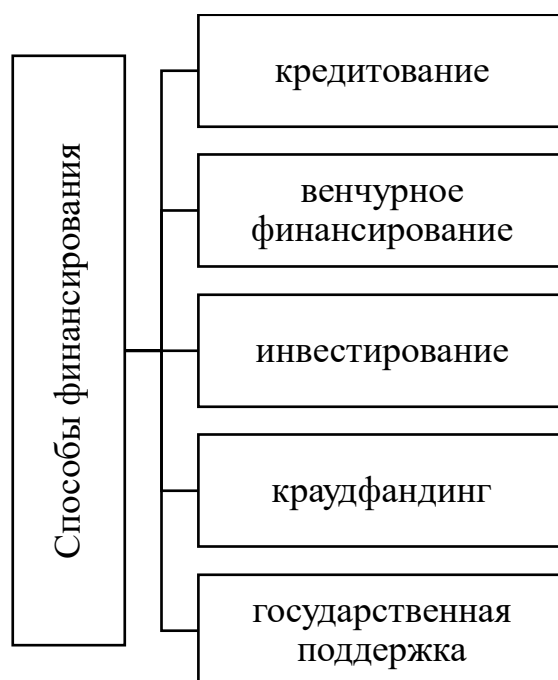 Способы финансирования
кредитование
венчурное
финансирование
инвестирование
краудфандинг
государственная
поддержка